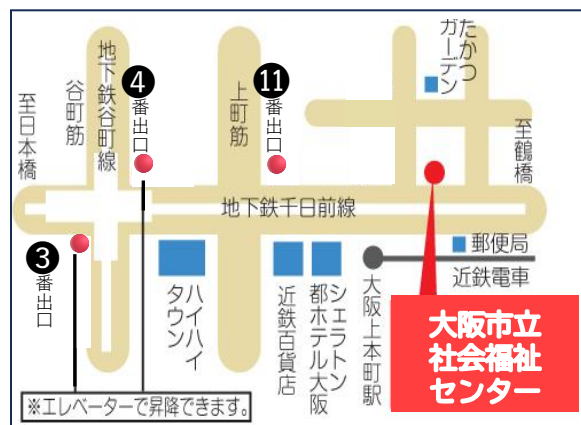 至日本橋
谷町筋
地下鉄谷町線
❹
番出口
上町筋
⓫
番出口
たかつ
ガーデン
至鶴橋
地下鉄千日前線
❸
番出口
ハイハイ
タウン
近鉄百貨店
シェラトン
都ホテル大阪
大阪上本町駅
郵便局
近鉄電車
大阪市立
社会福祉
センター
※エレベーターで昇降できます。